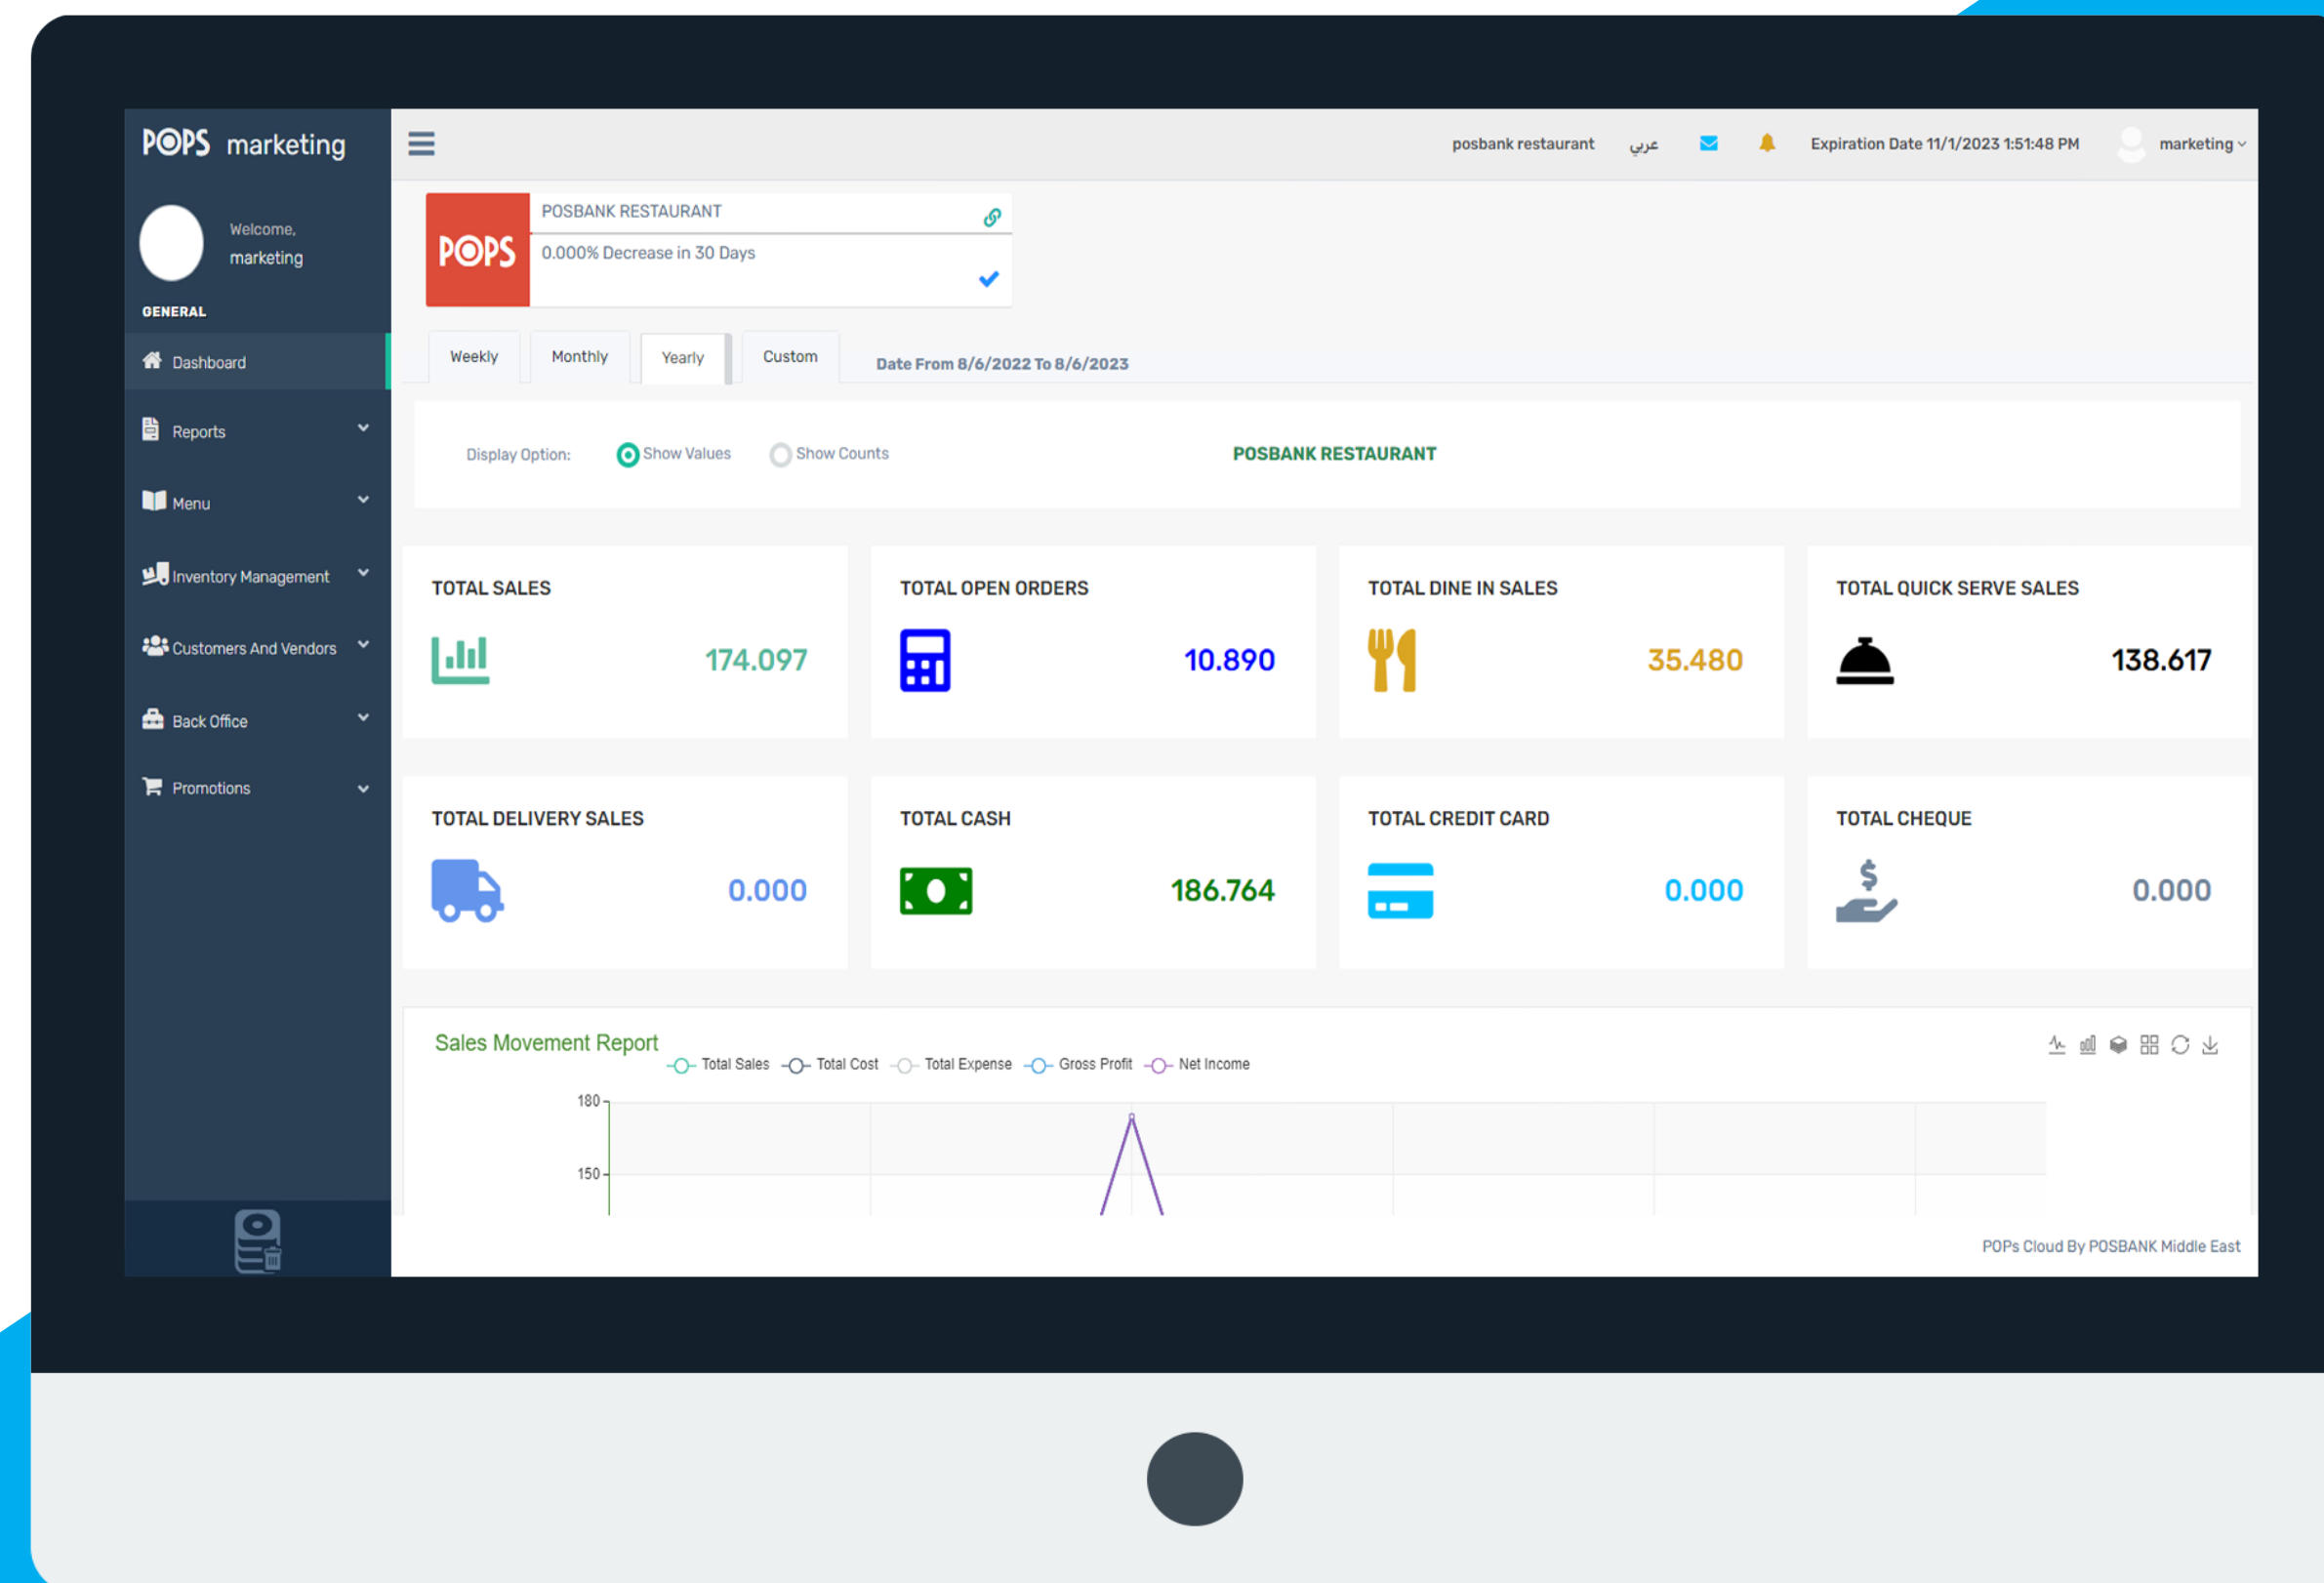 POPS marketing
posbank restaurant عربي Expiration Date 11/1/2023 1:51:48 PM marketing
Welcome,
marketing
GENERAL
Dashboard
Reports
Menu
Inventory Management
Customers And Vendors
Back Office
Promotions
POPS
POSBANK RESTAURANT
0.000% Decrease in 30 Days
Weekly Monthly Yearly Custom Date From 8/6/2022 To 8/6/2023
Display Option: Show Values Show Counts POSBANK RESTAURANT
TOTAL SALES TOTAL OPEN ORDERS TOTAL DINE IN SALES TOTAL QUICK SERVE SALES
174.097 10.890 35.480 138.617
TOTAL DELIVERY SALES TOTAL CASH TOTAL CREDIT CARD TOTAL CHEQUE
0.000 186.764 0.000 0.000
Sales Movement Report
Total Sales Total Cost Total Expense Gross Profit Net Income
180
150
POPs Cloud By POSBANK Middle East